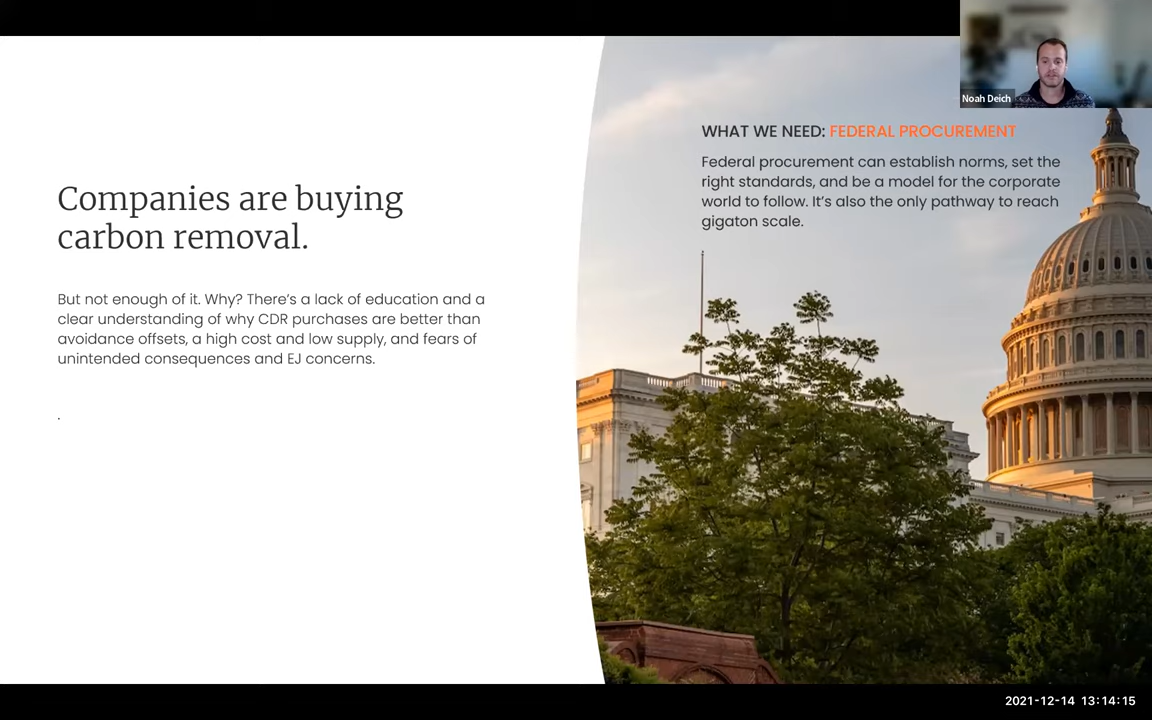 Noah Deich
WHAT WE NEED: FEDERAL PROCUREMENT
Federal procurement can establish norms, set the
right standards, and be a model for the corporate
world to follow. It’s also the only pathway to reach
gigaton scale.
Companies are buying
carbon removal.
But not enough of it. Why? There’s a lack of education and a
clear understanding of why CDR purchases are better than
avoidance offsets, a high cost and low supply, and fears of
unintended consequences and EJ concerns.
.
2021-12-14 13:14:15